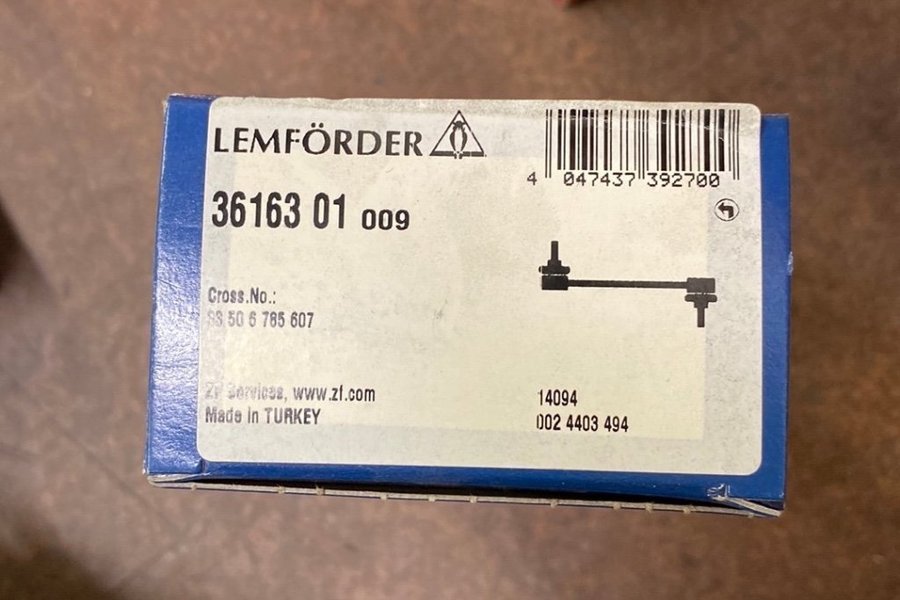 LEMFÖRDER
4 047437 392700
36163 01 009
Cross.No.:
50 6 785 607
ZF Services, www.zf.com
Made in TURKEY
14094
002 4403 494